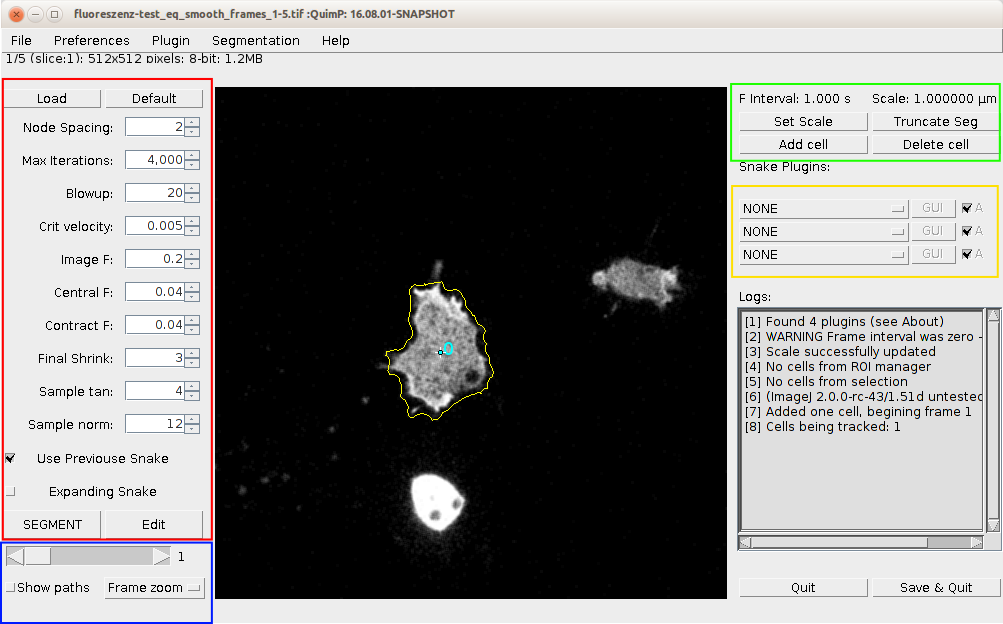 fluoreszenz-test_eq_smooth_frames_1-5.tif :QuimP: 16.08.01-SNAPSHOT
File Preferences Plugin Segmentation Help
1/5 (slice:1); 512x512 pixels; 8-bit; 1.2MB
Load Default
Node Spacing: 2
Max Iterations: 4,000
Blowup: 20
Crit velocity: 0.005
Image F: 0.2
Central F: 0.04
Contract F: 0.04
Final Shrink: 3
Sample tan: 4
Sample norm: 12
Use Previouse Snake
Expanding Snake
SEGMENT Edit
1
Show paths Frame zoom
0
F Interval: 1.000 s Scale: 1.000000 µm
Set Scale Truncate Seg
Add cell Delete cell
Snake Plugins:
NONE GUI A
NONE GUI A
NONE GUI A
Logs:
[1] Found 4 plugins (see About)
[2] WARNING Frame interval was zero -
[3] Scale successfully updated
[4] No cells from ROI manager
[5] No cells from selection
[6] (ImageJ 2.0.0-rc-43/1.51d untested
[7] Added one cell, begining frame 1
[8] Cells being tracked: 1
Quit Save & Quit